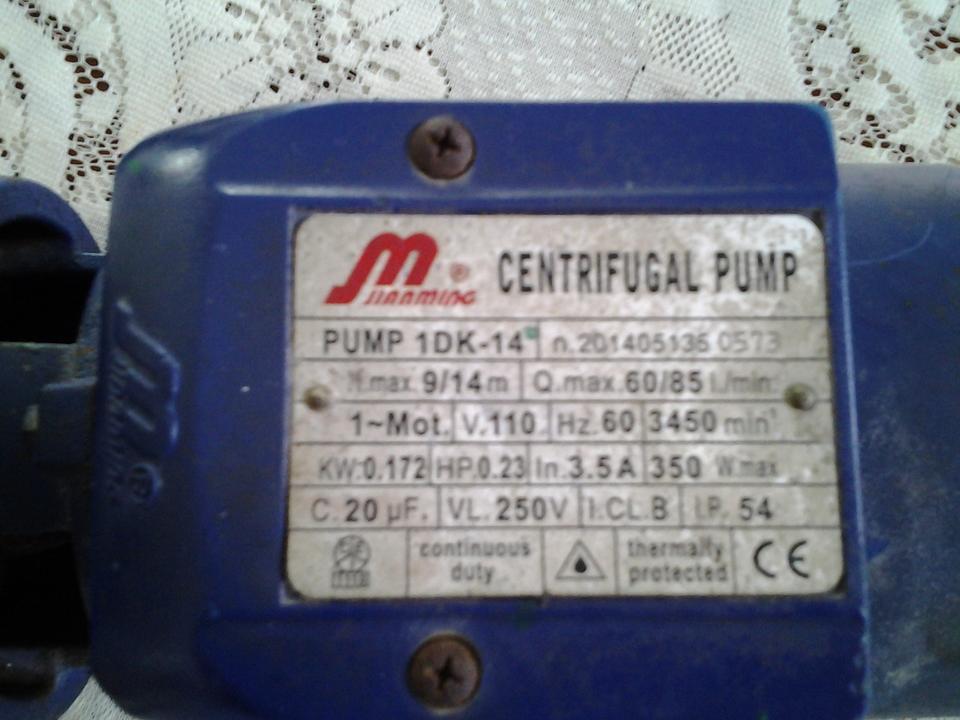 JIANMING ® CENTRIFUGAL PUMP
PUMP 1DK-14 n.201405136 0573
H.max.9/14m Q.max.60/85 l./min.
1~Mot. V.110 Hz.60 3450 min⁻¹
KW:0.172 HP.0.23 In.3.5A 350 W.max
C. 20 µF. VL. 250V I.CL.B I.P. 54
continuous duty thermally protected CE